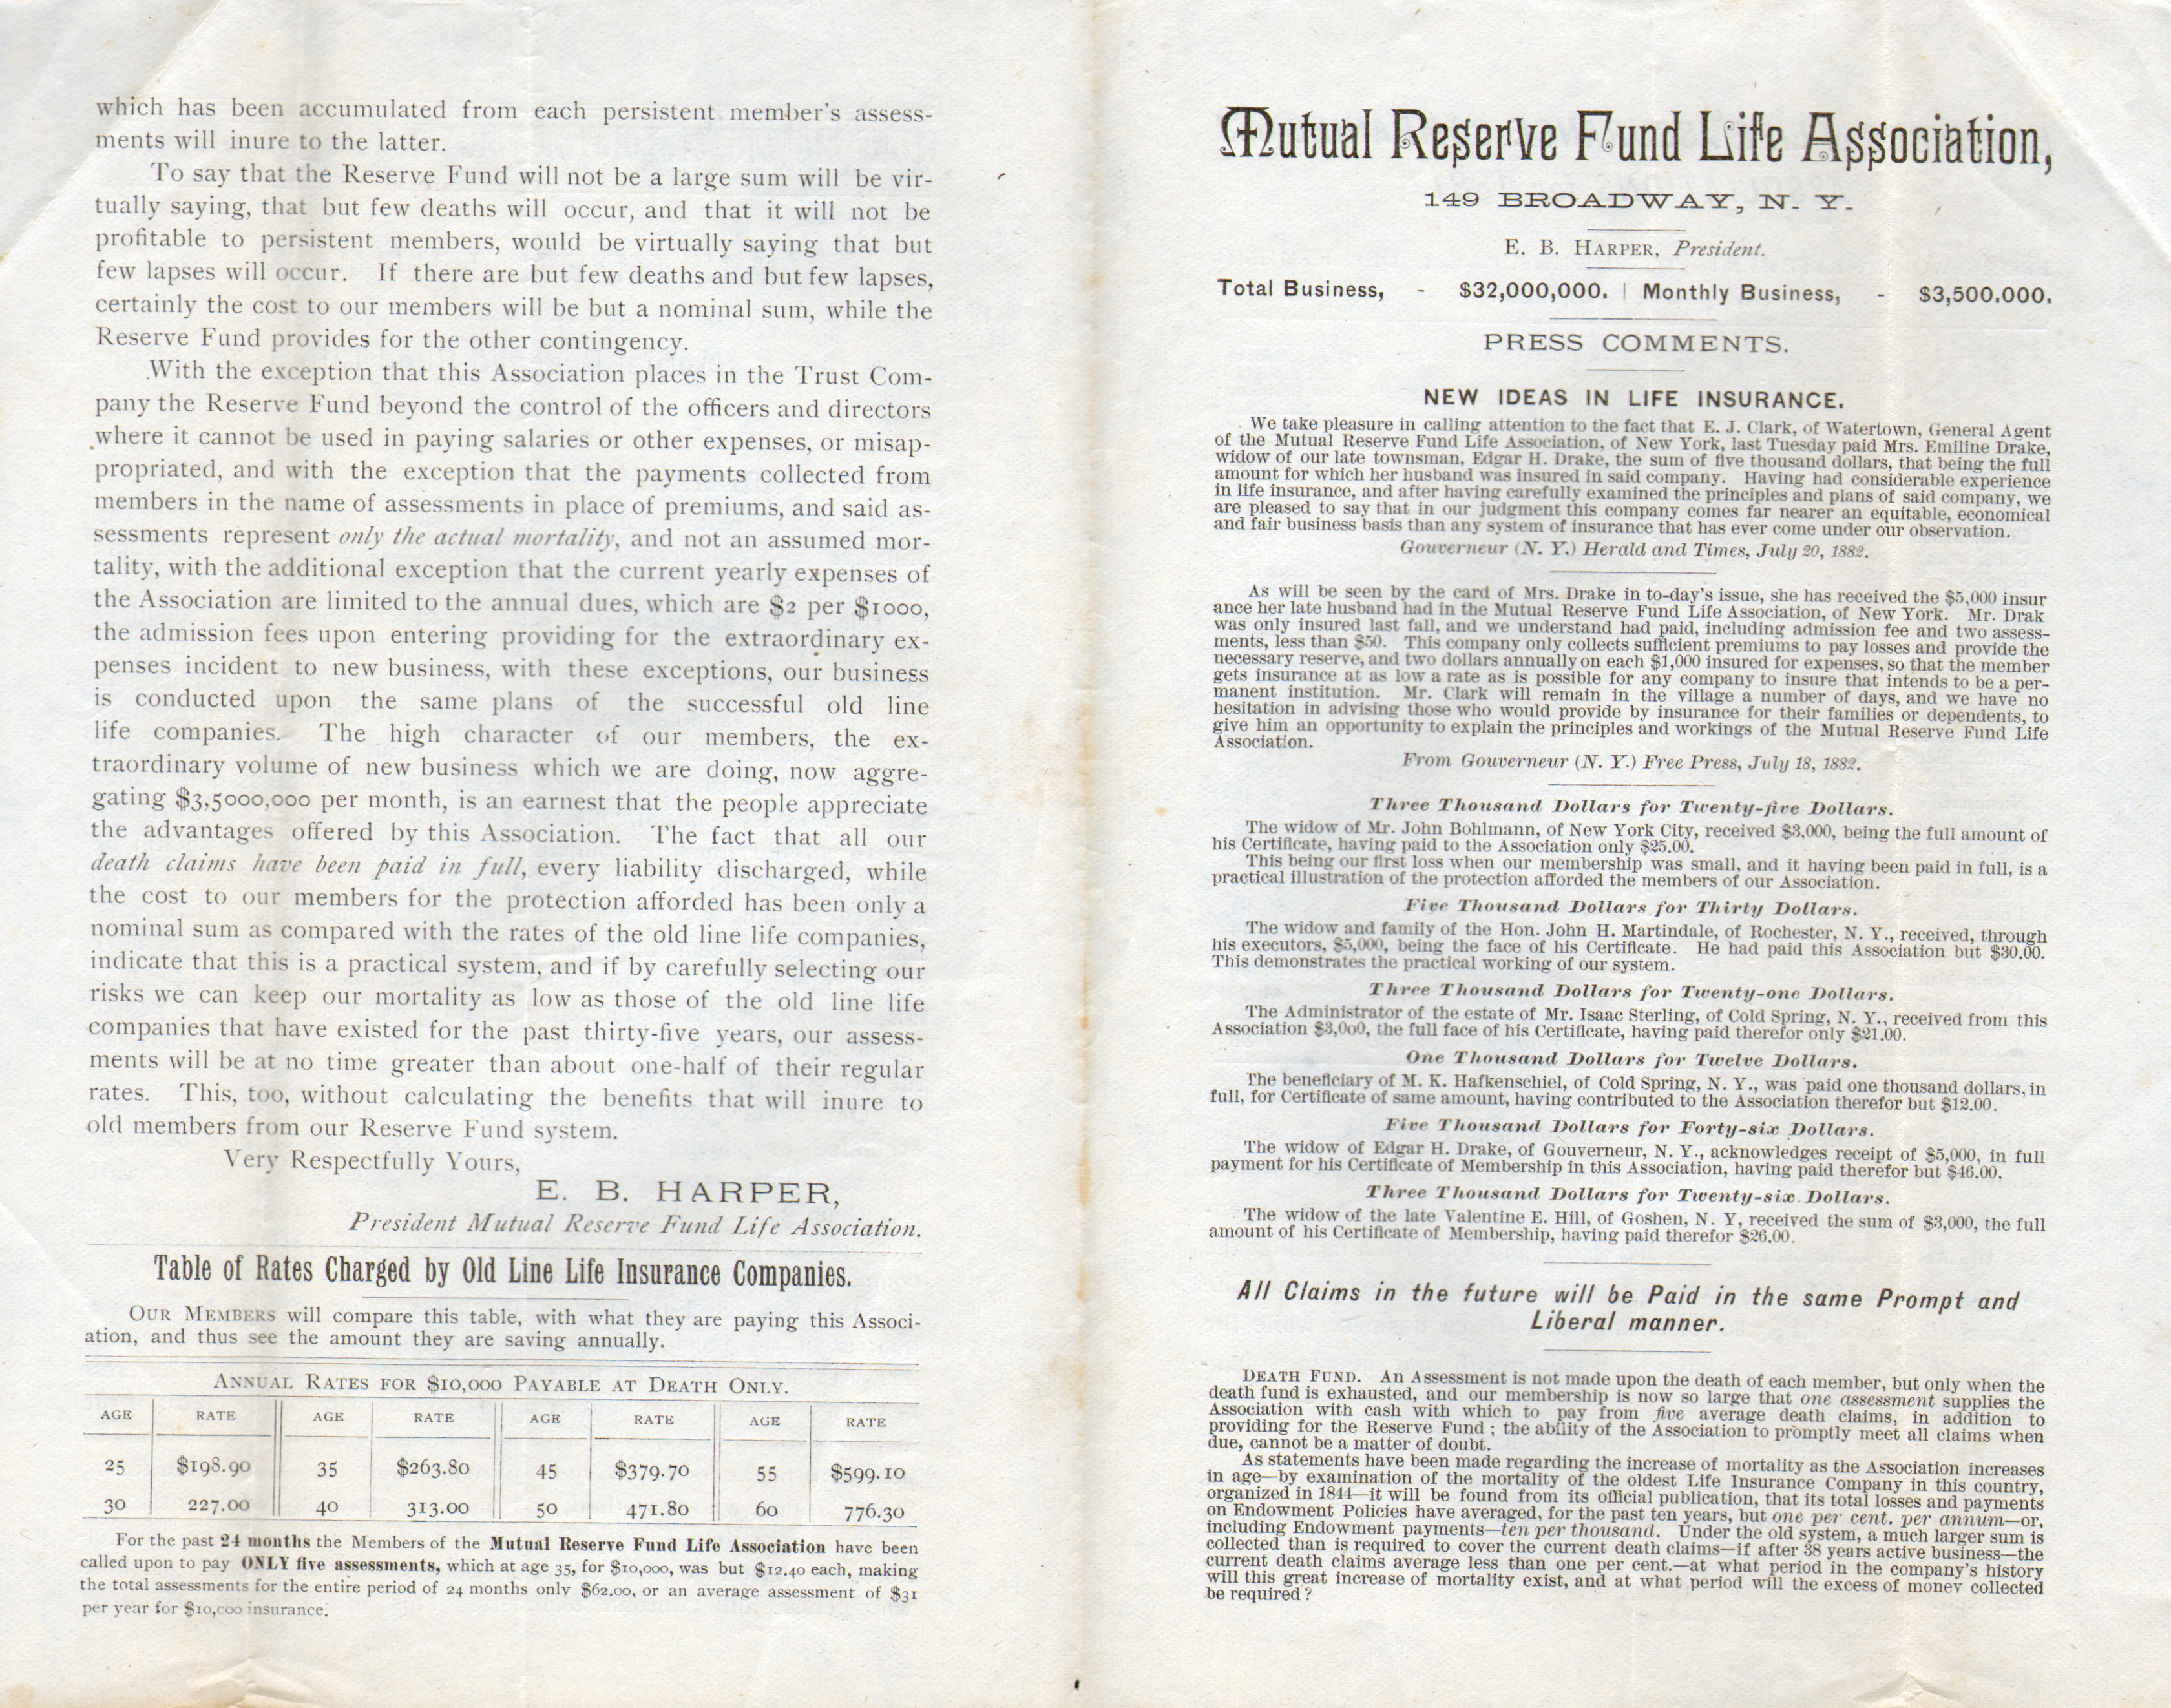 which has been accumulated from each persistent member's assess-
ments will inure to the latter.
To say that the Reserve Fund will not be a large sum will be vir-
tually saying, that but few deaths will occur, and that it will not be
profitable to persistent members, would be virtually saying that but
few lapses will occur. If there are but few deaths and but few lapses,
certainly the cost to our members will be but a nominal sum, while the
Reserve Fund provides for the other contingency.
With the exception that this Association places in the Trust Com-
pany the Reserve Fund beyond the control of the officers and directors
where it cannot be used in paying salaries or other expenses, or misap-
propriated, and with the exception that the payments collected from
members in the name of assessments in place of premiums, and said as-
sessments represent only the actual mortality, and not an assumed mor-
tality, with the additional exception that the current yearly expenses of
the Association are limited to the annual dues, which are $2 per $1000,
the admission fees upon entering providing for the extraordinary ex-
penses incident to new business, with these exceptions, our business
is conducted upon the same plans of the successful old line
life companies. The high character of our members, the ex-
traordinary volume of new business which we are doing, now aggre-
gating $3,5000,000 per month, is an earnest that the people appreciate
the advantages offered by this Association. The fact that all our
death claims have been paid in full, every liability discharged, while
the cost to our members for the protection afforded has been only a
nominal sum as compared with the rates of the old line life companies,
indicate that this is a practical system, and if by carefully selecting our
risks we can keep our mortality as low as those of the old line life
companies that have existed for the past thirty-five years, our assess-
ments will be at no time greater than about one-half of their regular
rates. This, too, without calculating the benefits that will inure to
old members from our Reserve Fund system.
Very Respectfully Yours,
E. B. HARPER,
President Mutual Reserve Fund Life Association.
Table of Rates Charged by Old Line Life Insurance Companies.
OUR MEMBERS will compare this table, with what they are paying this Associ-
ation, and thus see the amount they are saving annually.
ANNUAL RATES FOR $10,000 PAYABLE AT DEATH ONLY.
AGE RATE AGE RATE AGE RATE AGE RATE
25 $198.90 35 $263.80 45 $379.70 55 $599.10
30 227.00 40 313.00 50 471.80 60 776.30
For the past 24 months the Members of the Mutual Reserve Fund Life Association have been
called upon to pay ONLY five assessments, which at age 35, for $10,000, was but $12.40 each, making
the total assessments for the entire period of 24 months only $62.00, or an average assessment of $31
per year for $10,000 insurance.
Mutual Reserve Fund Life Association,
149 BROADWAY, N. Y.
E. B. HARPER, President.
Total Business, - $32,000,000. | Monthly Business, - $3,500.000.
PRESS COMMENTS.
NEW IDEAS IN LIFE INSURANCE.
We take pleasure in calling attention to the fact that E. J. Clark, of Watertown, General Agent
of the Mutual Reserve Fund Life Association, of New York, last Tuesday paid Mrs. Emiline Drake,
widow of our late townsman, Edgar H. Drake, the sum of five thousand dollars, that being the full
amount for which her husband was insured in said company. Having had considerable experience
in life insurance, and after having carefully examined the principles and plans of said company, we
are pleased to say that in our judgment this company comes far nearer an equitable, economical
and fair business basis than any system of insurance that has ever come under our observation.
Gouverneur (N. Y.) Herald and Times, July 20, 1882.
As will be seen by the card of Mrs. Drake in to-day's issue, she has received the $5,000 insur
ance her late husband had in the Mutual Reserve Fund Life Association, of New York. Mr. Drak
was only insured last fall, and we understand had paid, including admission fee and two assess-
ments, less than $50. This company only collects sufficient premiums to pay losses and provide the
necessary reserve, and two dollars annually on each $1,000 insured for expenses, so that the member
gets insurance at as low a rate as is possible for any company to insure that intends to be a per-
manent institution. Mr. Clark will remain in the village a number of days, and we have no
hesitation in advising those who would provide by insurance for their families or dependents, to
give him an opportunity to explain the principles and workings of the Mutual Reserve Fund Life
Association.
From Gouverneur (N. Y.) Free Press, July 18, 1882.
Three Thousand Dollars for Twenty-five Dollars.
The widow of Mr. John Bohlmann, of New York City, received $3,000, being the full amount of
his Certificate, having paid to the Association only $25.00.
This being our first loss when our membership was small, and it having been paid in full, is a
practical illustration of the protection afforded the members of our Association.
Five Thousand Dollars for Thirty Dollars.
The widow and family of the Hon. John H. Martindale, of Rochester, N. Y., received, through
his executors, $5,000, being the face of his Certificate. He had paid this Association but $30.00.
This demonstrates the practical working of our system.
Three Thousand Dollars for Twenty-one Dollars.
The Administrator of the estate of Mr. Isaac Sterling, of Cold Spring, N. Y., received from this
Association $3,000, the full face of his Certificate, having paid therefor only $21.00.
One Thousand Dollars for Twelve Dollars.
The beneficiary of M. K. Hafkenschiel, of Cold Spring, N. Y., was paid one thousand dollars, in
full, for Certificate of same amount, having contributed to the Association therefor but $12.00.
Five Thousand Dollars for Forty-six Dollars.
The widow of Edgar H. Drake, of Gouverneur, N. Y., acknowledges receipt of $5,000, in full
payment for his Certificate of Membership in this Association, having paid therefor but $46.00.
Three Thousand Dollars for Twenty-six Dollars.
The widow of the late Valentine E. Hill, of Goshen, N. Y, received the sum of $3,000, the full
amount of his Certificate of Membership, having paid therefor $26.00.
All Claims in the future will be Paid in the same Prompt and
Liberal manner.
DEATH FUND. An Assessment is not made upon the death of each member, but only when the
death fund is exhausted, and our membership is now so large that one assessment supplies the
Association with cash with which to pay from five average death claims, in addition to
providing for the Reserve Fund; the ability of the Association to promptly meet all claims when
due, cannot be a matter of doubt.
As statements have been made regarding the increase of mortality as the Association increases
in age—by examination of the mortality of the oldest Life Insurance Company in this country,
organized in 1844—it will be found from its official publication, that its total losses and payments
on Endowment Policies have averaged, for the past ten years, but one per cent. per annum—or,
including Endowment payments—ten per thousand. Under the old system, a much larger sum is
collected than is required to cover the current death claims—if after 38 years active business—the
current death claims average less than one per cent.—at what period in the company's history
will this great increase of mortality exist, and at what period will the excess of money collected
be required?